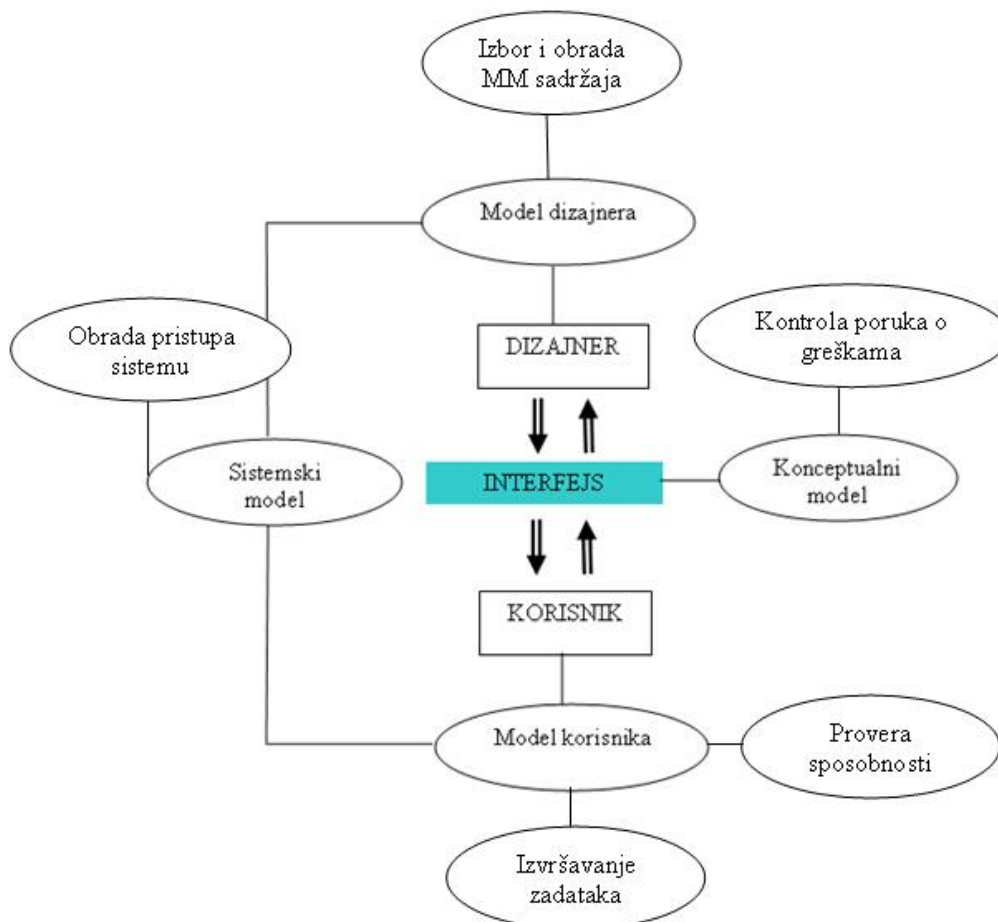 Izbor i obrada
MM sadržaja
Model dizajnera
Obrada pristupa
sistemu
DIZAJNER
Kontrola poruka o
greškama
Sistemski
model
INTERFEJS
Konceptualni
model
KORISNIK
Model korisnika
Provera
sposobnosti
Izvršavanje
zadataka